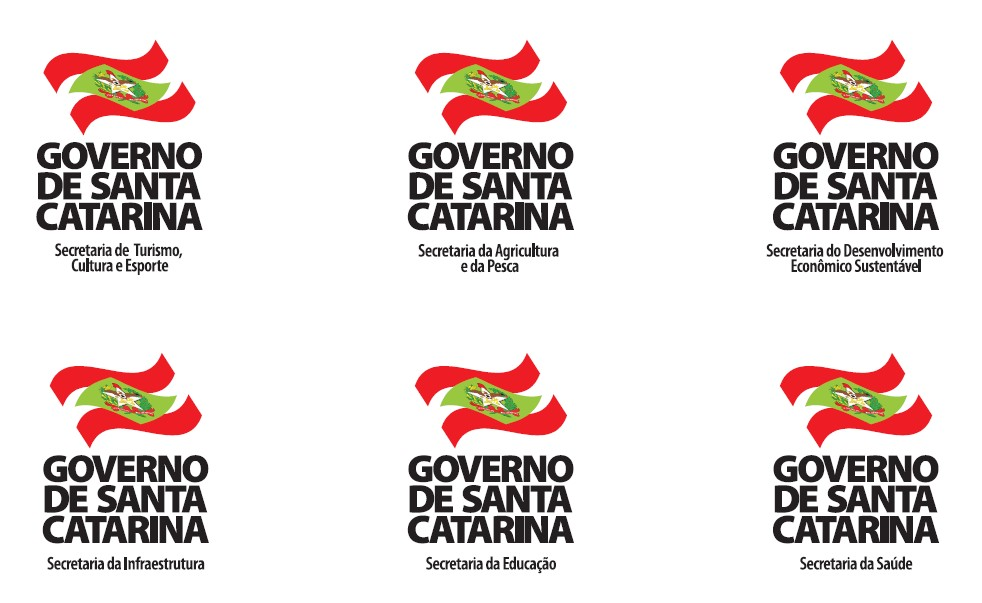 GOVERNO
DE SANTA
CATARINA
Secretaria de Turismo,
Cultura e Esporte
GOVERNO
DE SANTA
CATARINA
Secretaria da Agricultura
e da Pesca
GOVERNO
DE SANTA
CATARINA
Secretaria do Desenvolvimento
Econômico Sustentável
GOVERNO
DE SANTA
CATARINA
Secretaria da Infraestrutura
GOVERNO
DE SANTA
CATARINA
Secretaria da Educação
GOVERNO
DE SANTA
CATARINA
Secretaria da Saúde